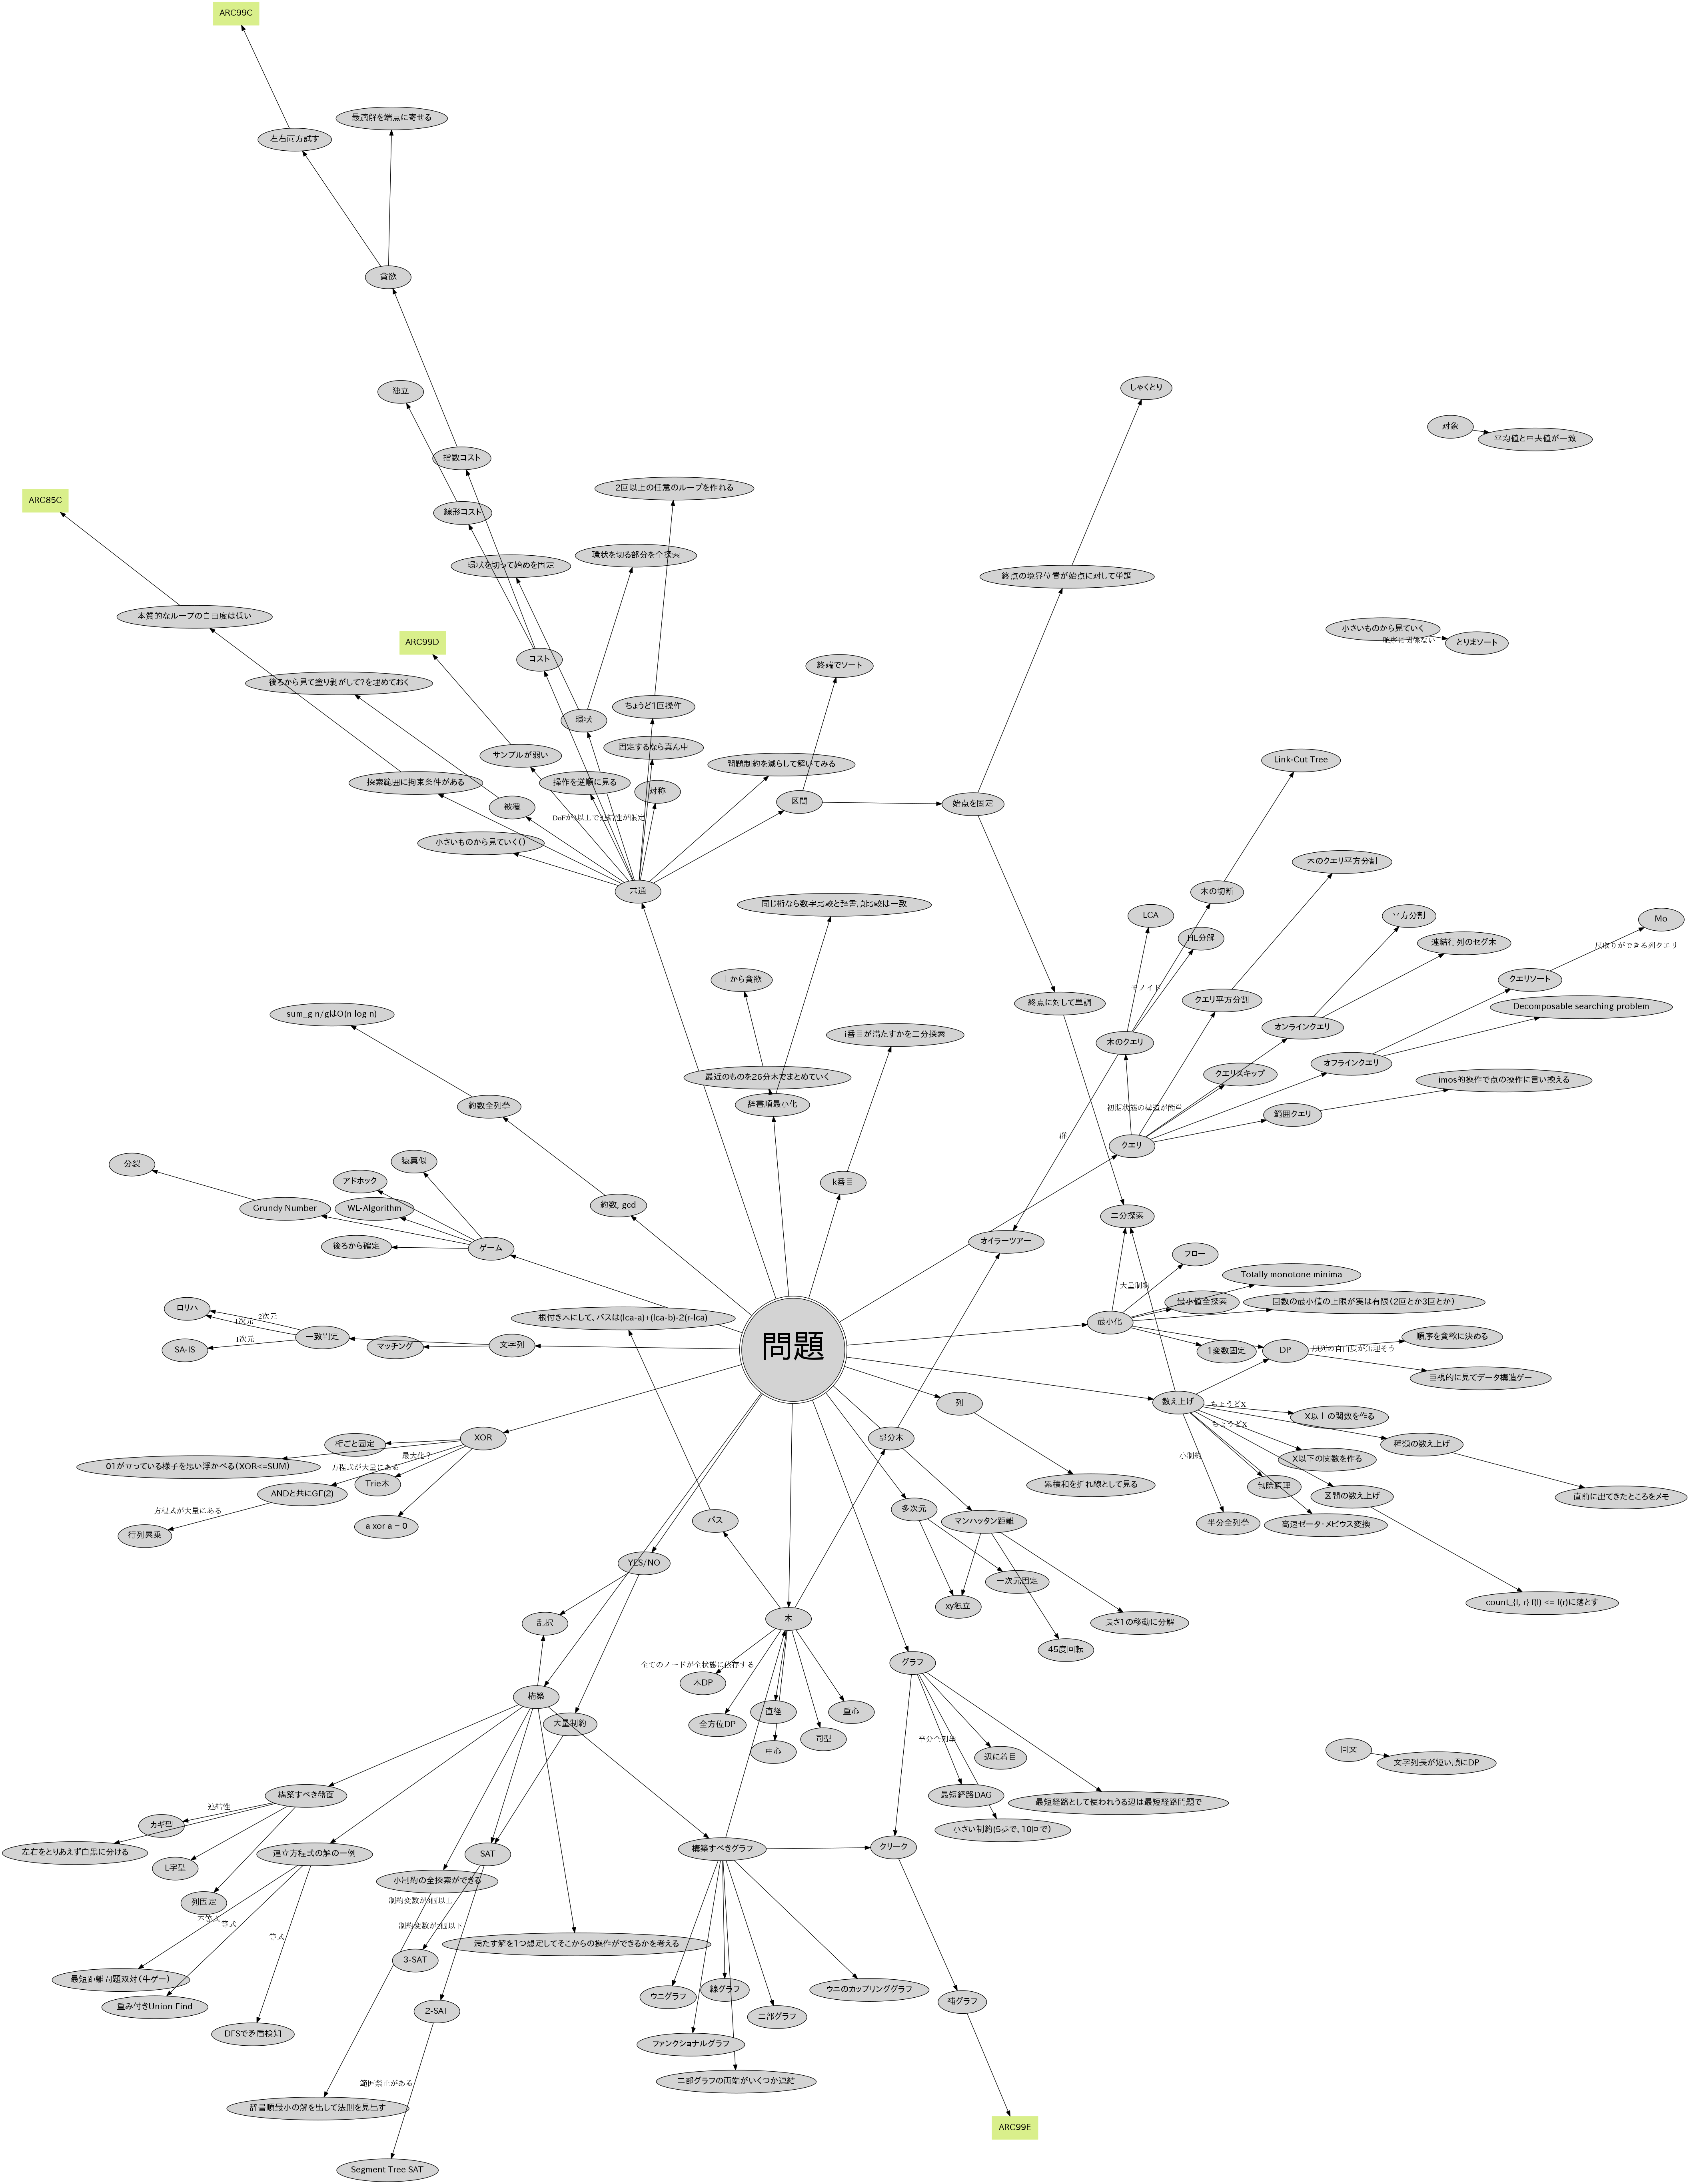 ARC99C
最適解を端点に寄せる
左右両方試す
貪欲
独立
しゃくとり
対象
平均値と中央値が一致
指数コスト
2回以上の任意のループを作れる
ARC85C
線形コスト
環状を切る部分を全探索
環状を切って始めを固定
終点の境界位置が始点に対して単調
本質的なループの自由度は低い
小さいものから見ていく
順序に関係ない
とりまソート
ARC99D
コスト
終端でソート
後ろから見て塗り剥がして?を埋めておく
ちょうど1回操作
環状
固定するなら真ん中
サンプルが弱い
問題制約を減らして解いてみる
Link-Cut Tree
探索範囲に拘束条件がある
操作を逆順に見る
対称
区間
始点を固定
被覆
小さいものから見ていく()
木のクエリ平方分割
共通
木の切断
同じ桁なら数字比較と辞書順比較は一致
LCA
平方分割
Mo
尺取りができる列クエリ
HL分解
連結行列のセグ木
上から貪欲
モノイド
クエリソート
終点に対して単調
クエリ平方分割
Decomposable searching problem
sum_g n/gはO(n log n)
オンラインクエリ
i番目が満たすかを二分探索
木のクエリ
オフラインクエリ
最近のものを26分木でまとめていく
クエリスキップ
imos的操作で点の操作に言い換える
約数全列挙
辞書順最小化
初期状態の構造が簡単
範囲クエリ
群
クエリ
分裂
猿真似
アドホック
k番目
Grundy Number
WL-Algorithm
約数, gcd
二分探索
後ろから確定
ゲーム
オイラーツアー
フロー
大量制約
Totally monotone minima
ロリハ
2次元
1次元
根付き木にして、パスは(lca-a)+(lca-b)-2(r-lca)
最小値全探索
回数の最小値の上限が実は有限(2回とか3回とか)
最小化
一致判定
1次元
SA-IS
マッチング
文字列
問題
1変数固定
DP
順列の自由度が無理そう
順序を貪欲に決める
巨視的に見てデータ構造ゲー
列
数え上げ
ちょうどX
ちょうどX
X以上の関数を作る
XOR
桁ごと固定
部分木
種類の数え上げ
最大化？
小制約
X以下の関数を作る
01が立っている様子を思い浮かべる(XOR<=SUM)
方程式が大量にある
Trie木
累積和を折れ線として見る
包除原理
ANDと共にGF(2)
区間の数え上げ
直前に出てきたところをメモ
方程式が大量にある
多次元
a xor a = 0
パス
マンハッタン距離
半分全列挙
高速ゼータ・メビウス変換
行列累乗
YES/NO
一次元固定
count_{l, r} f(l) <= f(r)に落とす
xy独立
乱択
木
長さ1の移動に分解
45度回転
全てのノードが全状態に依存する
グラフ
木DP
構築
直径
重心
全方位DP
大量制約
同型
半分全列挙
中心
辺に着目
回文
文字列長が短い順にDP
構築すべき盤面
連結性
最短経路DAG
最短経路として使われうる辺は最短経路問題で
カギ型
小さい制約(5歩で、10回で)
左右をとりあえず白黒に分ける
連立方程式の解の一例
SAT
構築すべきグラフ
クリーク
L字型
小制約の全探索ができる
列固定
不等式
等式
等式
制約変数が3個以上
制約変数が2個以下
満たす解を1つ想定してそこからの操作ができるかを考える
3-SAT
最短距離問題双対(牛ゲー)
ウニグラフ
線グラフ
ウニのカップリンググラフ
重み付きUnion Find
2-SAT
二部グラフ
補グラフ
DFSで矛盾検知
ファンクショナルグラフ
範囲禁止がある
二部グラフの両端がいくつか連結
辞書順最小の解を出して法則を見出す
ARC99E
Segment Tree SAT